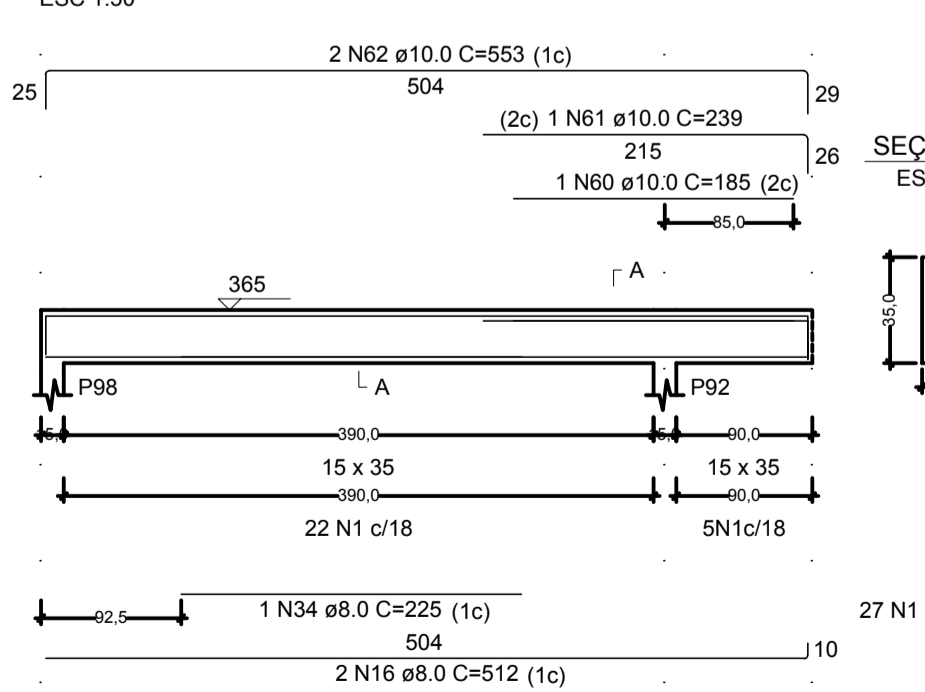 2 N62 ø10.0 C=553 (1c)
25
504
29
(2c) 1 N61 ø10.0 C=239
215
26
1 N60 ø10.0 C=185 (2c)
85,0
365
A
35,0
P98
A
P92
390,0
90,0
15 x 35
15 x 35
390,0
90,0
22 N1 c/18
5N1c/18
92,5
1 N34 ø8.0 C=225 (1c)
27 N1
504
10
2 N16 ø8.0 C=512 (1c)